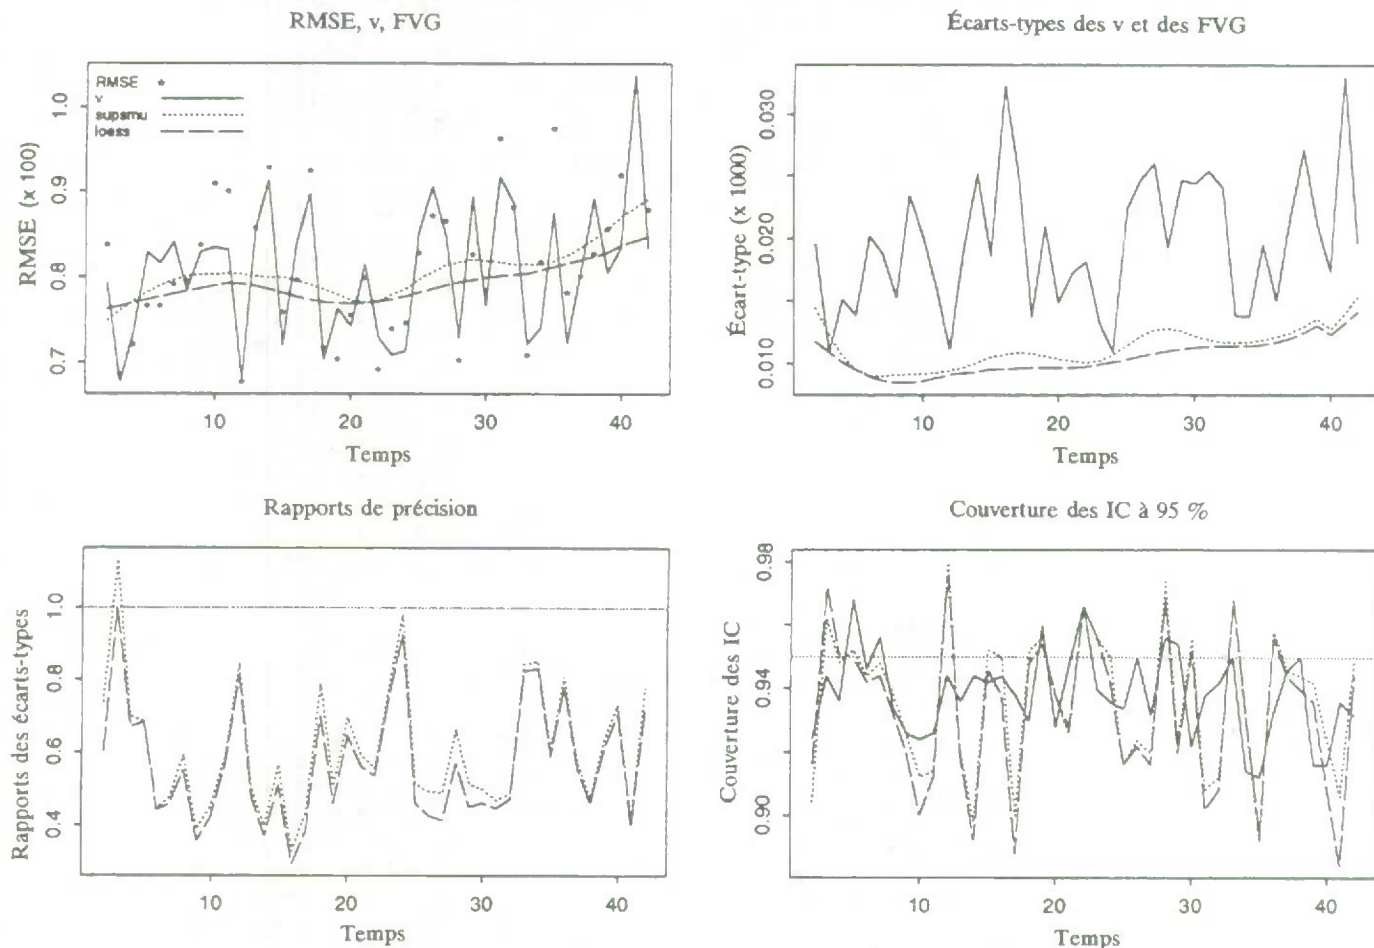 RMSE, v, FVG
RMSE
v
supsmu
loess
RMSE (x 100)
1.0
0.9
0.8
0.7
10
20
30
40
Temps
Écarts-types des v et des FVG
Écart-type (x 1000)
0.030
0.020
0.010
10
20
30
40
Temps
Rapports de précision
Rapports des écarts-types
1.0
0.8
0.6
0.4
10
20
30
40
Temps
Couverture des IC à 95 %
Couverture des IC
0.98
0.94
0.90
10
20
30
40
Temps